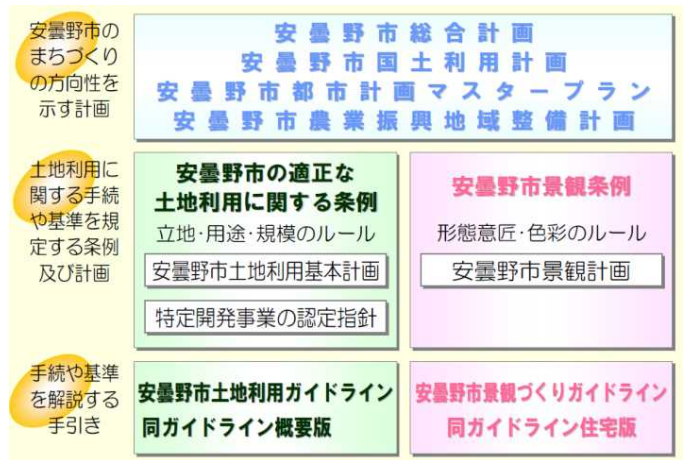 安曇野市の
まちづくり
の方向性を
示す計画
安曇野市総合計画
安曇野市国土利用計画
安曇野市都市計画マスタープラン
安曇野市農業振興地域整備計画
土地利用に
関する手続
や基準を規
定する条例
及び計画
安曇野市の適正な
土地利用に関する条例
立地・用途・規模のルール
安曇野市土地利用基本計画
特定開発事業の認定指針
安曇野市景観条例
形態意匠・色彩のルール
安曇野市景観計画
手続や基準
を解説する
手引き
安曇野市土地利用ガイドライン
同ガイドライン概要版
安曇野市景観づくりガイドライン
同ガイドライン住宅版